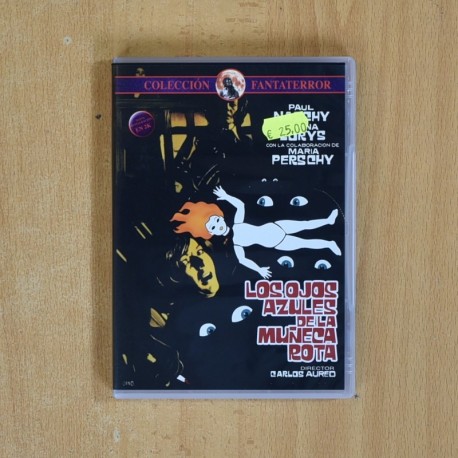 COLECCIÓN FANTATERROR
PAUL
€ 25.00
CON LA COLABORACION DE
MARIA
PERSCHY
LOS OJOS
AZULES
DE LA
MUÑECA
ROTA
DIRECTOR
CARLOS AURED